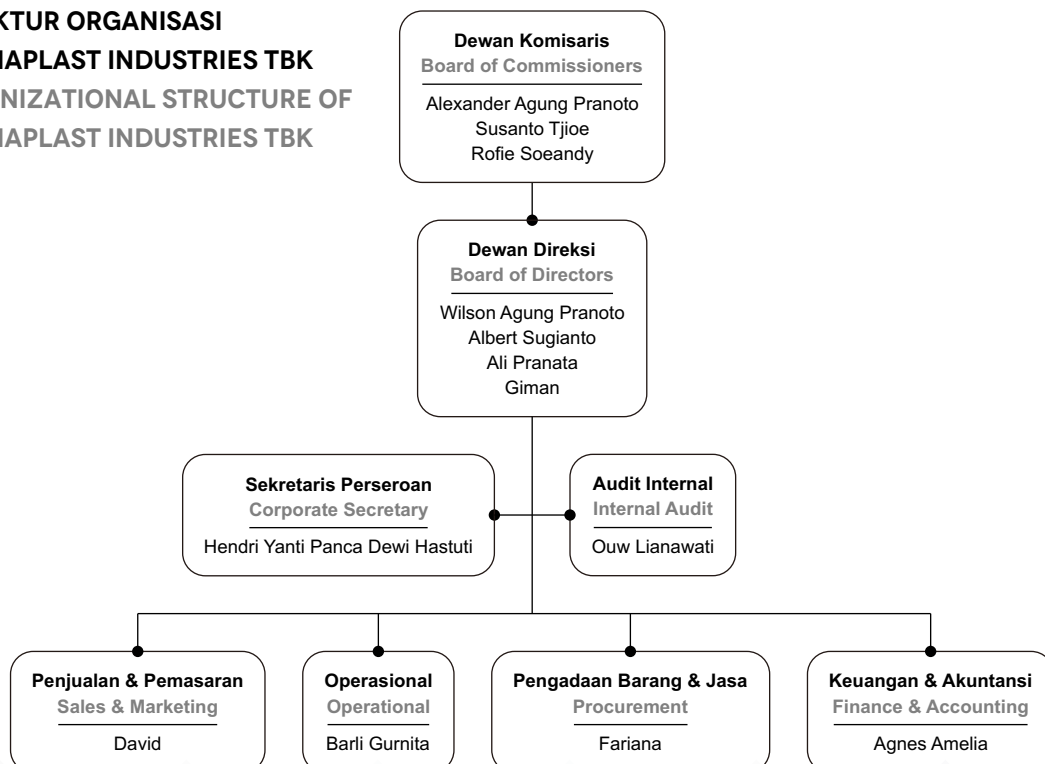 KTUR ORGANISASI
APLAST INDUSTRIES TBK
NIZATIONAL STRUCTURE OF
APLAST INDUSTRIES TBK
Dewan Komisaris
Board of Commissioners
Alexander Agung Pranoto
Susanto Tjioe
Rofie Soeandy
Dewan Direksi
Board of Directors
Wilson Agung Pranoto
Albert Sugianto
Ali Pranata
Giman
Sekretaris Perseroan
Corporate Secretary
Hendri Yanti Panca Dewi Hastuti
Audit Internal
Internal Audit
Ouw Lianawati
Penjualan & Pemasaran
Sales & Marketing
David
Operasional
Operational
Barli Gurnita
Pengadaan Barang & Jasa
Procurement
Fariana
Keuangan & Akuntansi
Finance & Accounting
Agnes Amelia